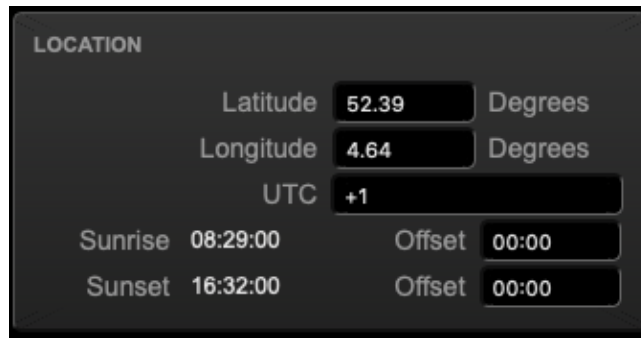 LOCATION
Latitude 52.39 Degrees
Longitude 4.64 Degrees
UTC +1
Sunrise 08:29:00 Offset 00:00
Sunset 16:32:00 Offset 00:00